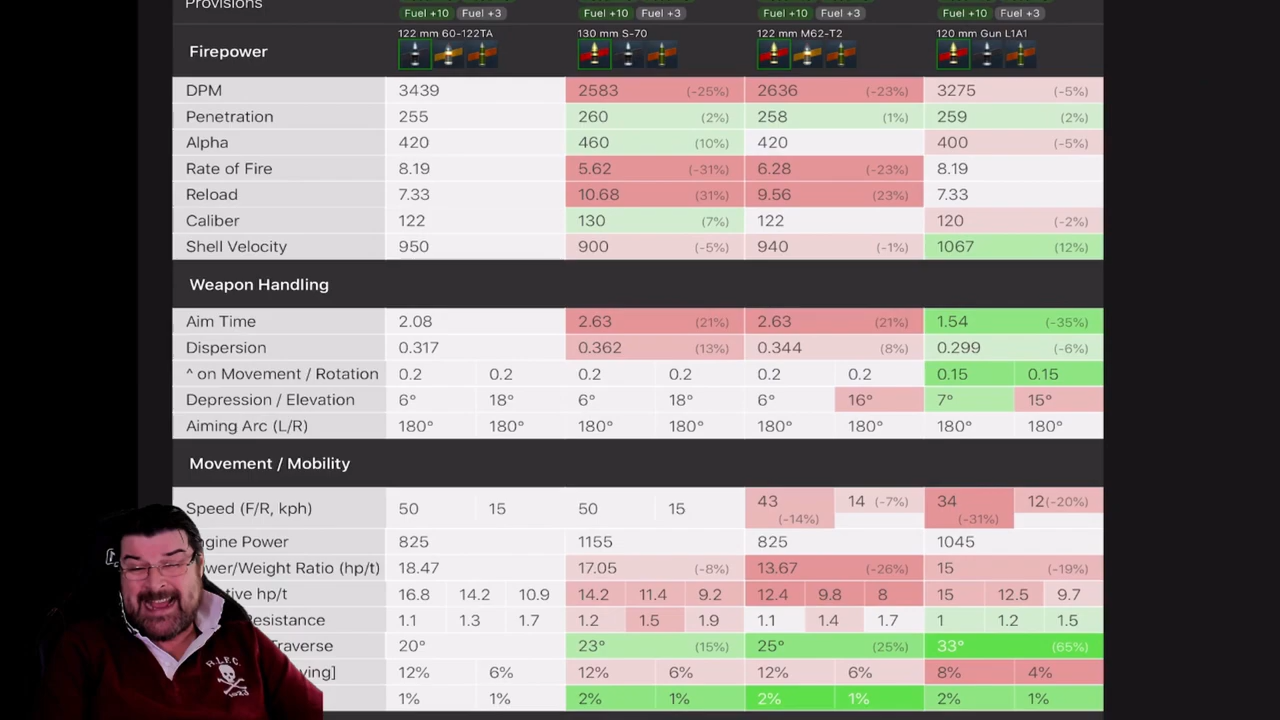 Provisions
Fuel +10 Fuel +3 Fuel +10 Fuel +3 Fuel +10 Fuel +3 Fuel +10 Fuel +3
Firepower 122 mm 60-122TA 130 mm S-70 122 mm M62-T2 120 mm Gun L1A1
DPM 3439 2583 (-25%) 2636 (-23%) 3275 (-5%)
Penetration 255 260 (2%) 258 (1%) 259 (2%)
Alpha 420 460 (10%) 420 400 (-5%)
Rate of Fire 8.19 5.62 (-31%) 6.28 (-23%) 8.19
Reload 7.33 10.68 (31%) 9.56 (23%) 7.33
Caliber 122 130 (7%) 122 120 (-2%)
Shell Velocity 950 900 (-5%) 940 (-1%) 1067 (12%)
Weapon Handling
Aim Time 2.08 2.63 (21%) 2.63 (21%) 1.54 (-35%)
Dispersion 0.317 0.362 (13%) 0.344 (8%) 0.299 (-6%)
^ on Movement / Rotation 0.2 0.2 0.2 0.2 0.2 0.2 0.15 0.15
Depression / Elevation 6° 18° 6° 18° 6° 16° 7° 15°
Aiming Arc (L/R) 180° 180° 180° 180° 180° 180° 180° 180°
Movement / Mobility
Speed (F/R, kph) 50 15 50 15 43 (-14%) 14 (-7%) 34 (-31%) 12 (-20%)
ngine Power 825 1155 825 1045
wer/Weight Ratio (hp/t) 18.47 17.05 (-8%) 13.67 (-26%) 15 (-19%)
tive hp/t 16.8 14.2 10.9 14.2 11.4 9.2 12.4 9.8 8 15 12.5 9.7
Resistance 1.1 1.3 1.7 1.2 1.5 1.9 1.1 1.4 1.7 1 1.2 1.5
raverse 20° 23° (15%) 25° (25%) 33° (65%)
ving] 12% 6% 12% 6% 12% 6% 8% 4%
1% 1% 2% 1% 2% 1% 2% 1%